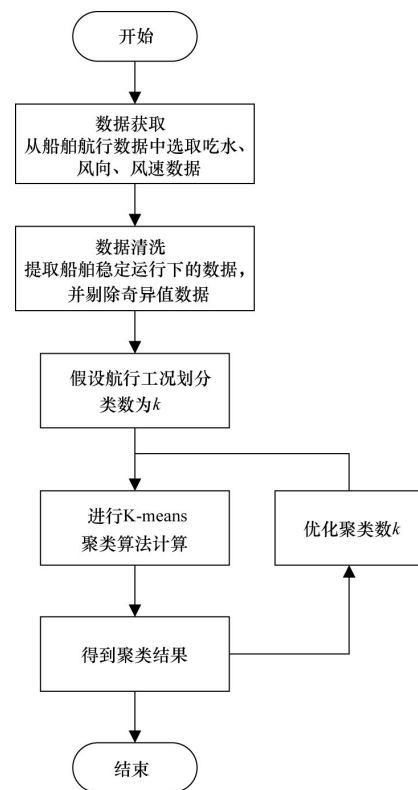 开始
数据获取
从船舶航行数据中选取吃水、
风向、风速数据
数据清洗
提取船舶稳定运行下的数据，
并剔除奇异值数据
假设航行工况划分
类数为k
进行K-means
聚类算法计算
优化聚类数k
得到聚类结果
结束